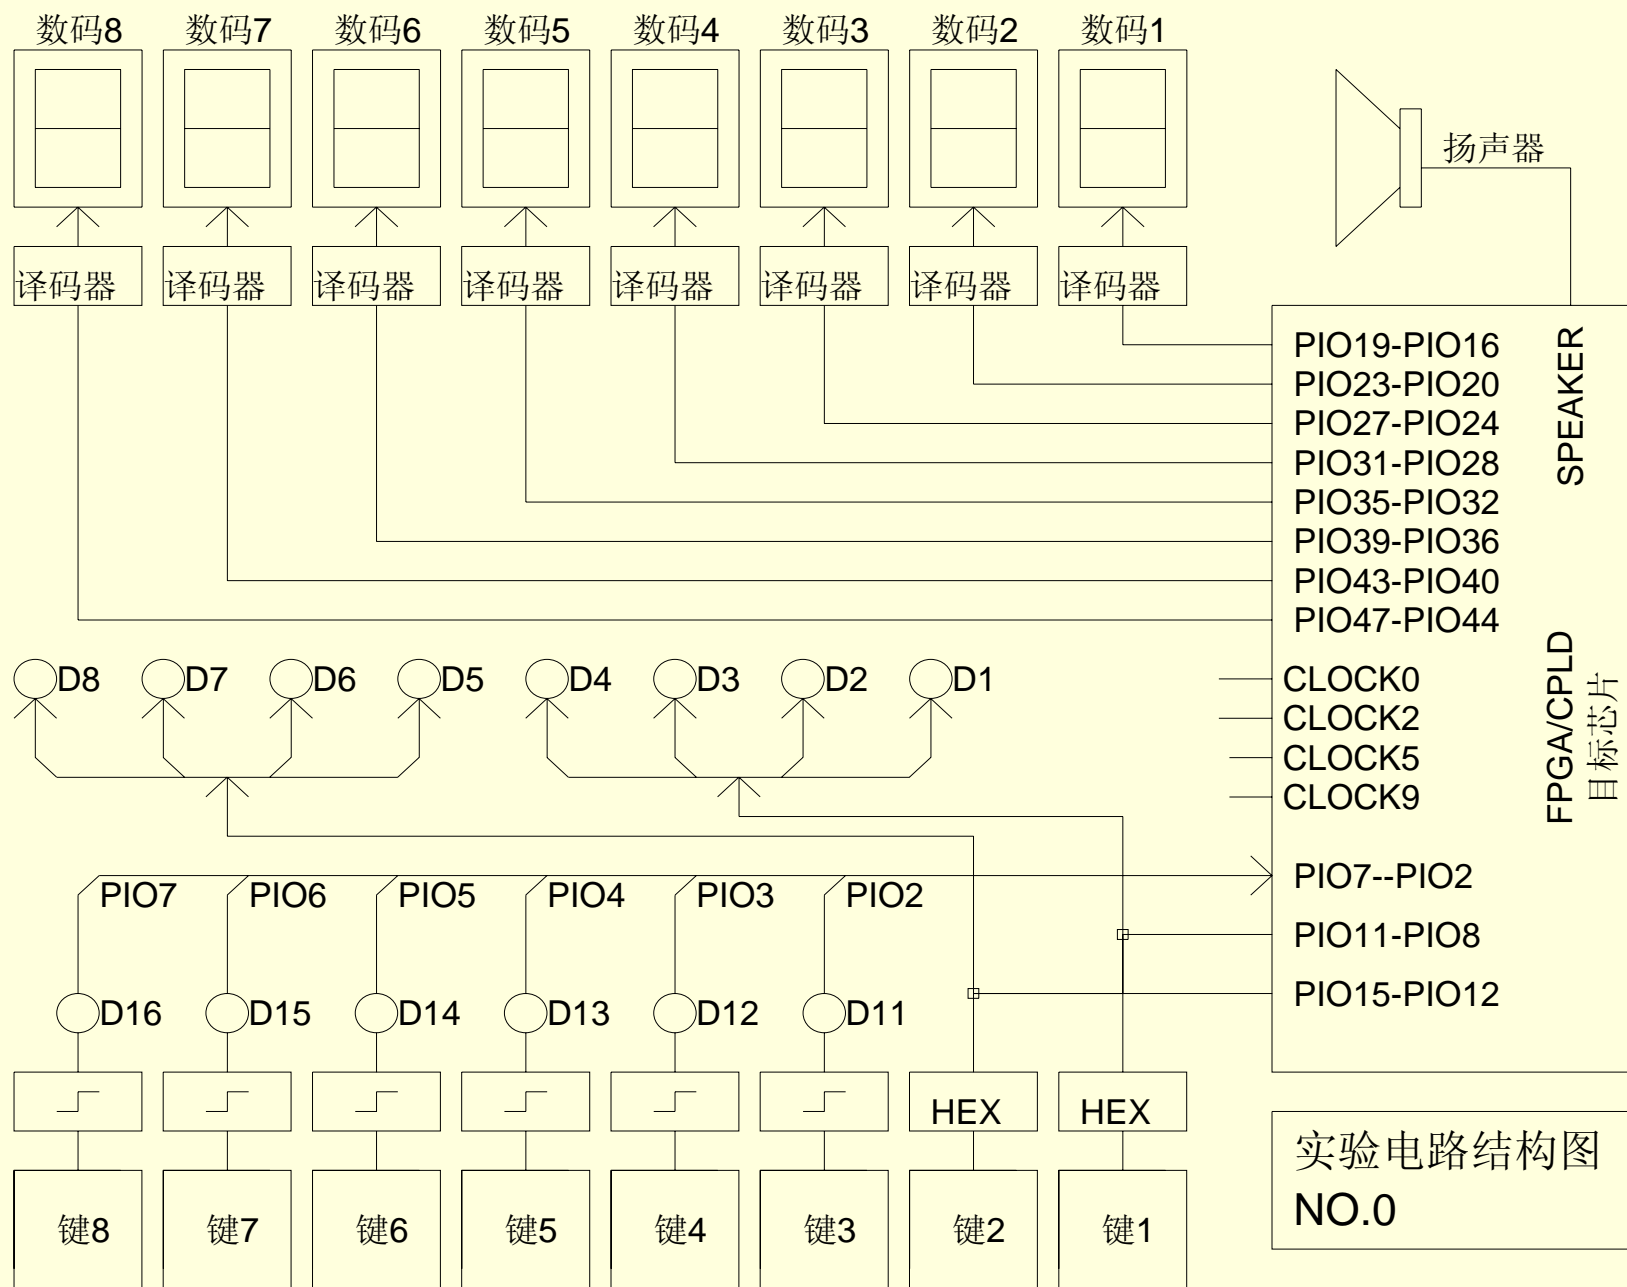 数码8 数码7 数码6 数码5 数码4 数码3 数码2 数码1
扬声器
译码器 译码器 译码器 译码器 译码器 译码器 译码器 译码器
SPEAKER
PIO19-PIO16
PIO23-PIO20
PIO27-PIO24
PIO31-PIO28
PIO35-PIO32
PIO39-PIO36
PIO43-PIO40
PIO47-PIO44
D8 D7 D6 D5 D4 D3 D2 D1
CLOCK0
CLOCK2
CLOCK5
CLOCK9
FPGA/CPLD
目标芯片
PIO7 PIO6 PIO5 PIO4 PIO3 PIO2
PIO7--PIO2
PIO11-PIO8
PIO15-PIO12
D16 D15 D14 D13 D12 D11
HEX HEX
实验电路结构图
NO.0
键8 键7 键6 键5 键4 键3 键2 键1